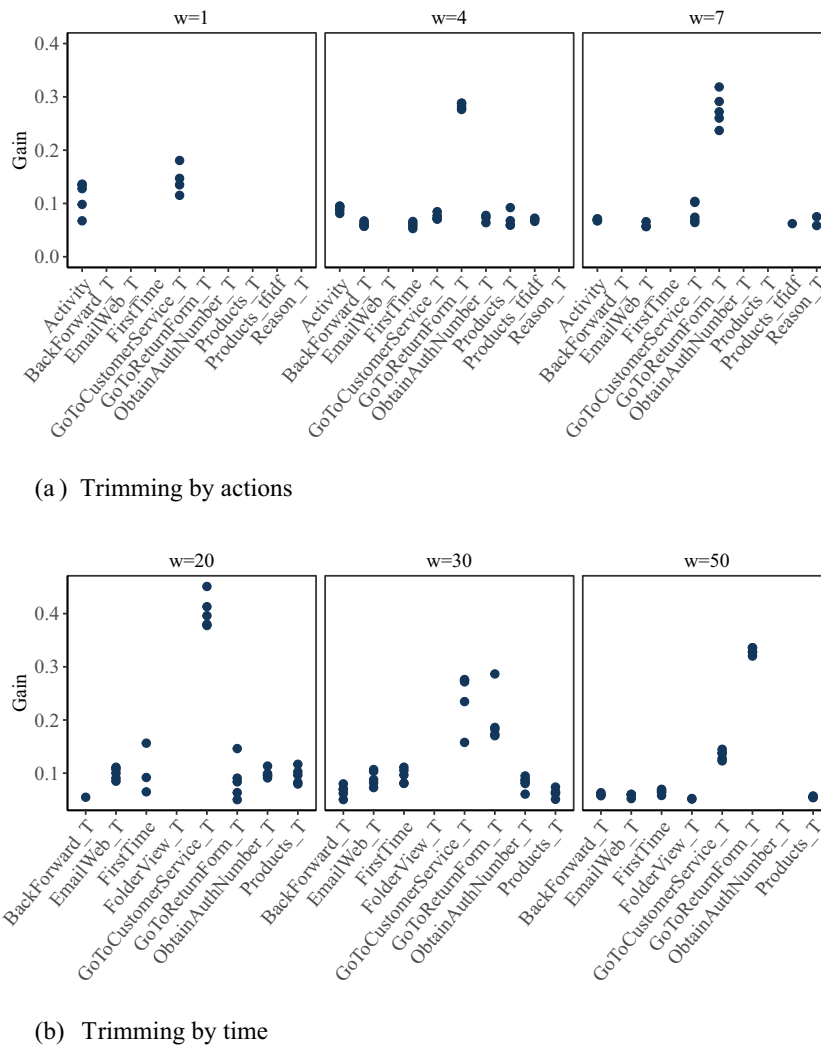 w=1 w=4 w=7
Gain
0.4
0.3
0.2
0.1
0.0
Activity
BackForward_T
EmailWeb_T
FirstTime
GoToCustomerService_T
GoToReturnForm_T
ObtainAuthNumber_T
Products_T
Products_tfidf
Reason_T
Activity
BackForward_T
EmailWeb_T
FirstTime
GoToCustomerService_T
GoToReturnForm_T
ObtainAuthNumber_T
Products_T
Products_tfidf
Reason_T
Activity
BackForward_T
EmailWeb_T
FirstTime
GoToCustomerService_T
GoToReturnForm_T
ObtainAuthNumber_T
Products_T
Products_tfidf
Reason_T
(a) Trimming by actions
w=20 w=30 w=50
Gain
0.4
0.3
0.2
0.1
BackForward_T
EmailWeb_T
FirstTime
FolderView_T
GoToCustomerService_T
GoToReturnForm_T
ObtainAuthNumber_T
Products_T
BackForward_T
EmailWeb_T
FirstTime
FolderView_T
GoToCustomerService_T
GoToReturnForm_T
ObtainAuthNumber_T
Products_T
BackForward_T
EmailWeb_T
FirstTime
FolderView_T
GoToCustomerService_T
GoToReturnForm_T
ObtainAuthNumber_T
Products_T
(b) Trimming by time